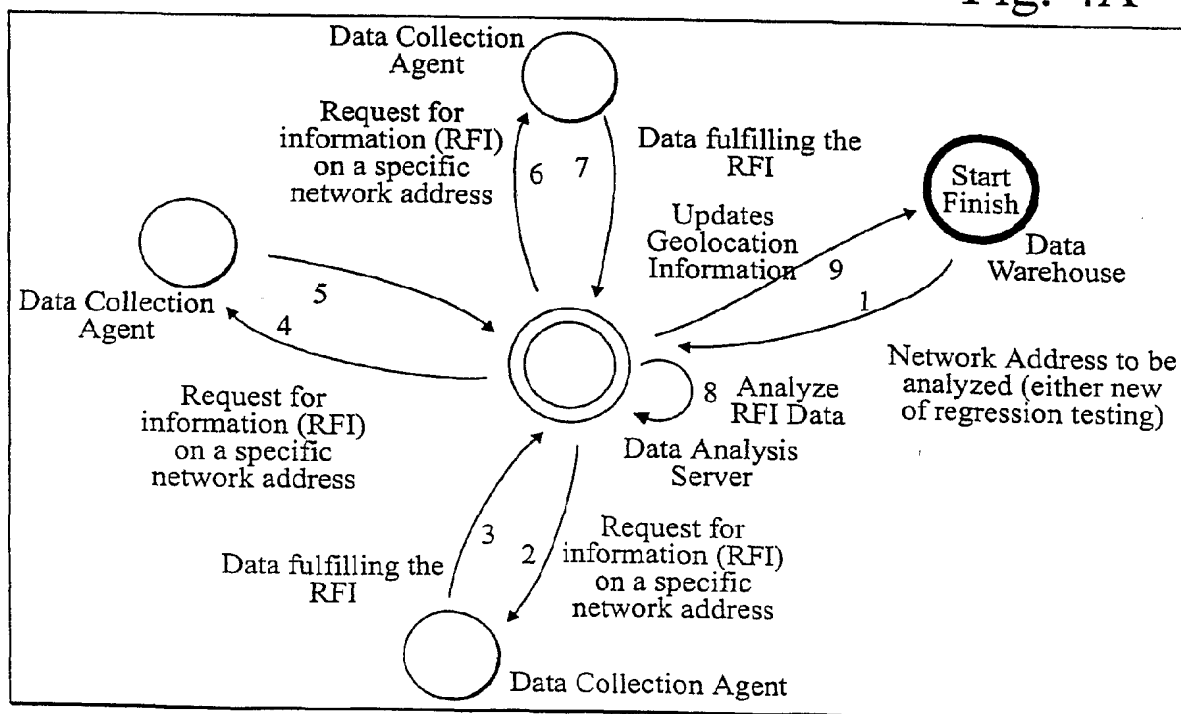 Fig. 4A
Data Collection
Agent
Request for
information (RFI)
on a specific
network address
6
7
Data fulfilling the
RFI
Start
Finish
Data
Warehouse
Updates
Geolocation
Information
9
1
Data Collection
Agent
5
4
Network Address to be
analyzed (either new
of regression testing)
8
Analyze
RFI Data
Data Analysis
Server
Request for
information (RFI)
on a specific
network address
3
2
Request for
information (RFI)
on a specific
network address
Data fulfilling the
RFI
Data Collection Agent